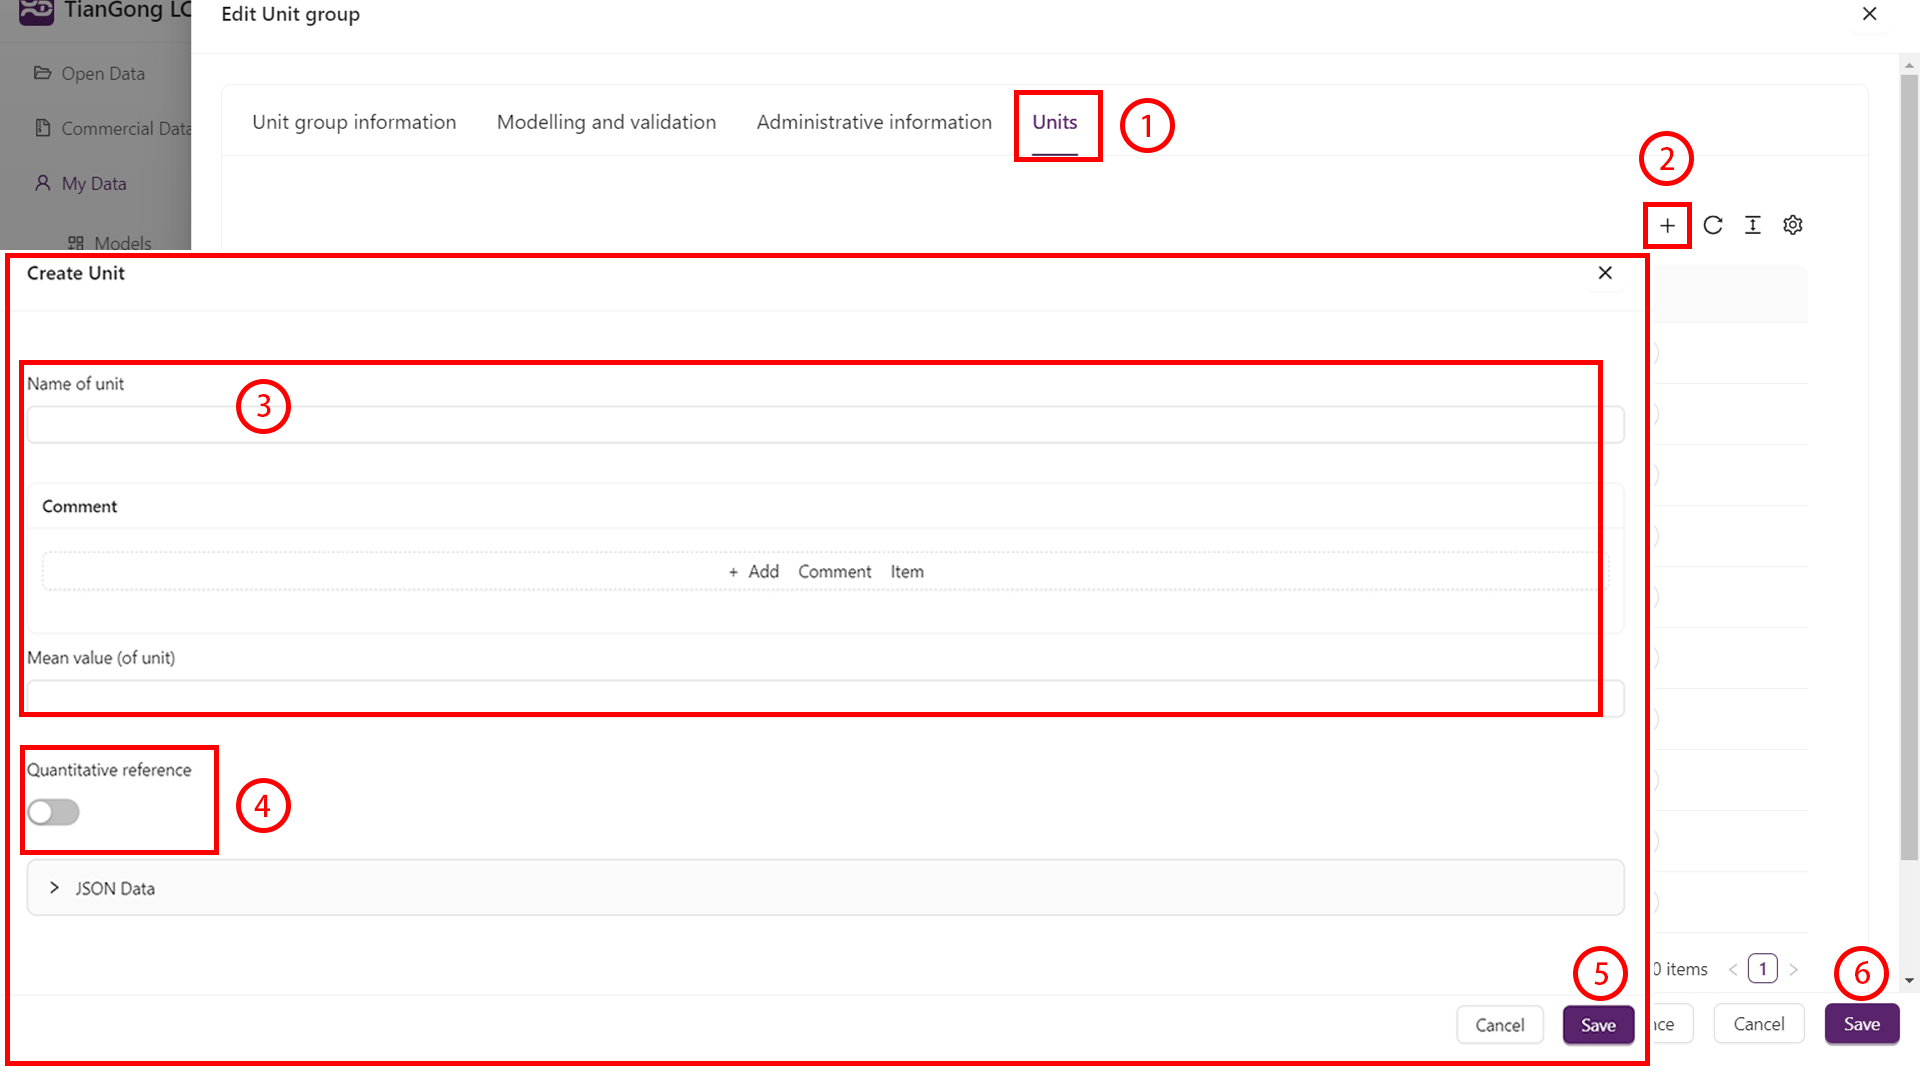 TianGong LC
Edit Unit group
Open Data
Commercial Data
My Data
Models
Unit group information
Modelling and validation
Administrative information
Units
1
2
Create Unit
Name of unit
3
Comment
+ Add Comment Item
Mean value (of unit)
Quantitative reference
4
JSON Data
5
0 items
1
6
Cancel
Save
nce
Cancel
Save